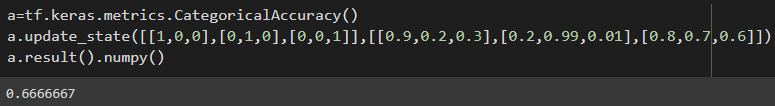 a=tf.keras.metrics.CategoricalAccuracy()
a.update_state([[1,0,0],[0,1,0],[0,0,1]],[[0.9,0.2,0.3],[0.2,0.99,0.01],[0.8,0.7,0.6]])
a.result().numpy()
0.6666667